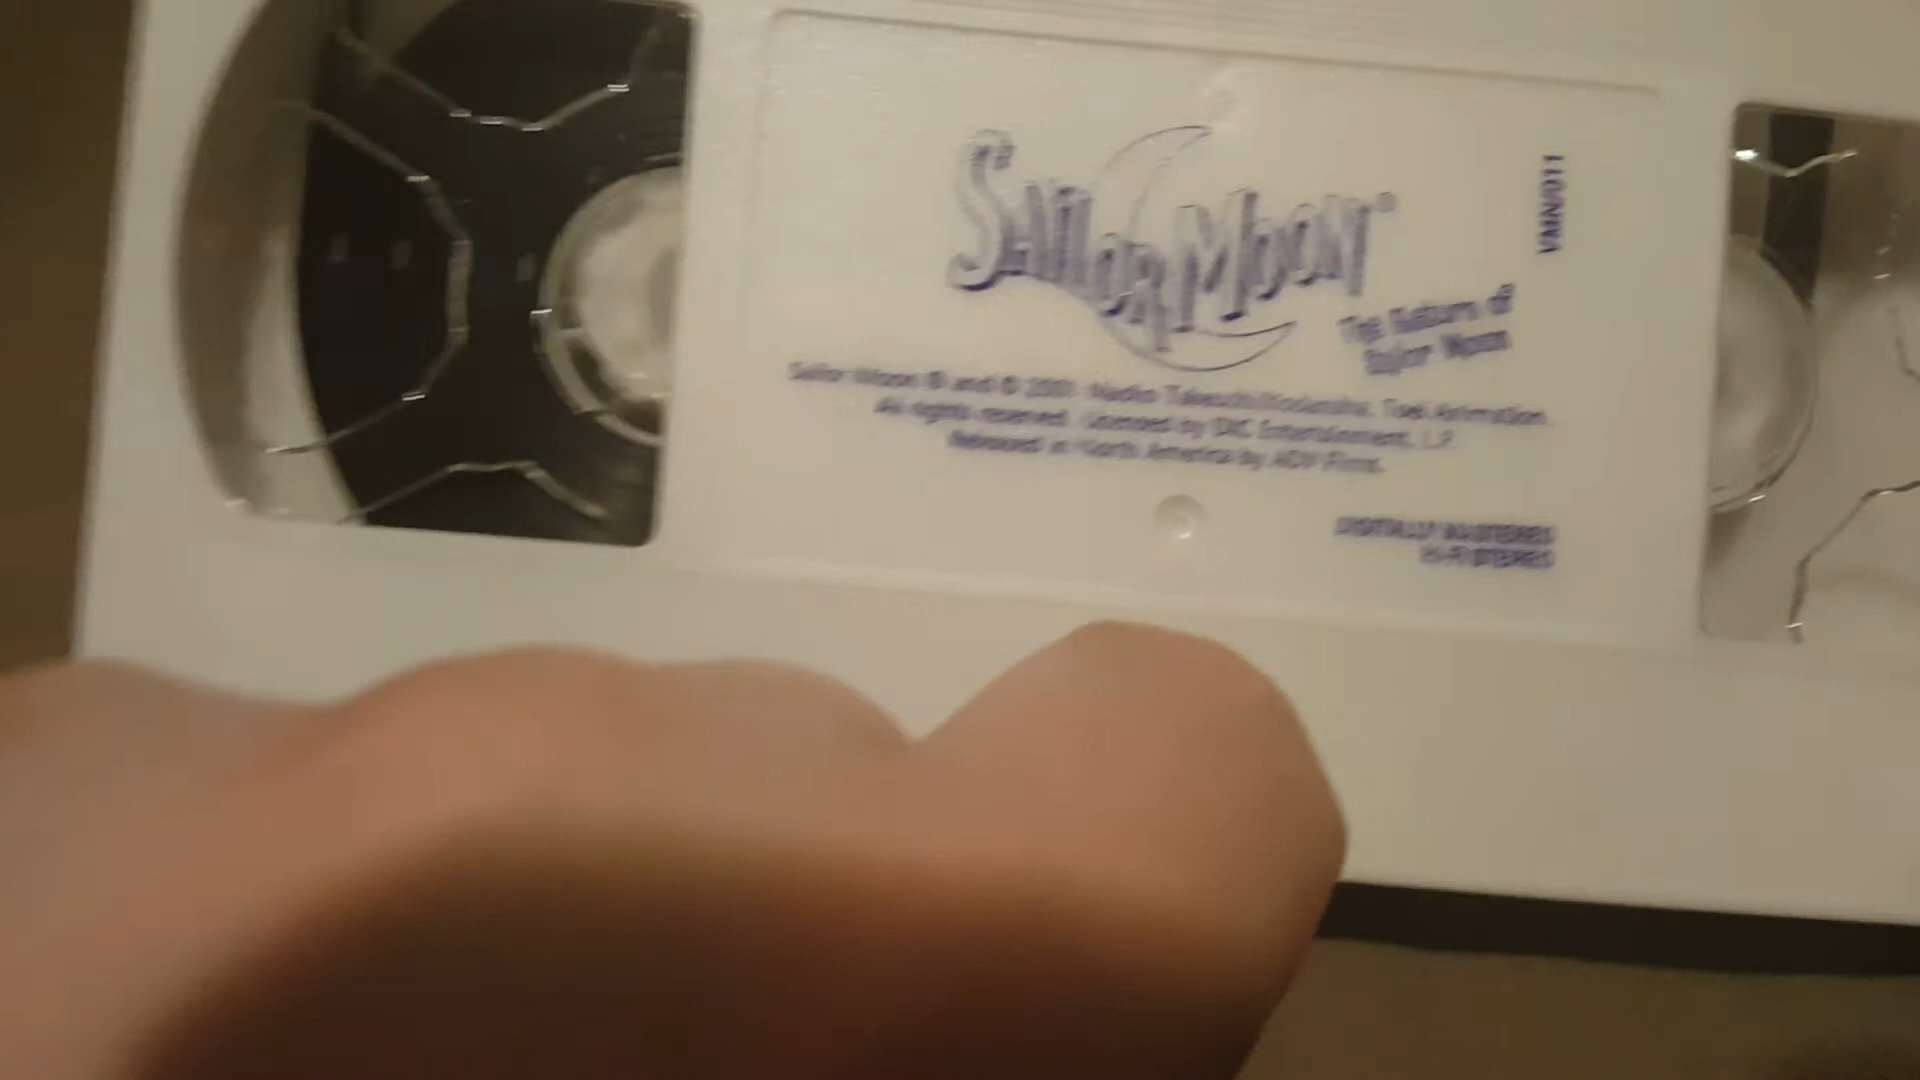 SAILOR MOON®
The Return of
Sailor Moon
VMN/011
Sailor Moon ® and © 2001 Naoko Takeuchi/Kodansha, Toei Animation.
All rights reserved. Licensed by DIC Entertainment, L.P.
Released in North America by ADV Films.
DIGITALLY MASTERED
HI-FI STEREO